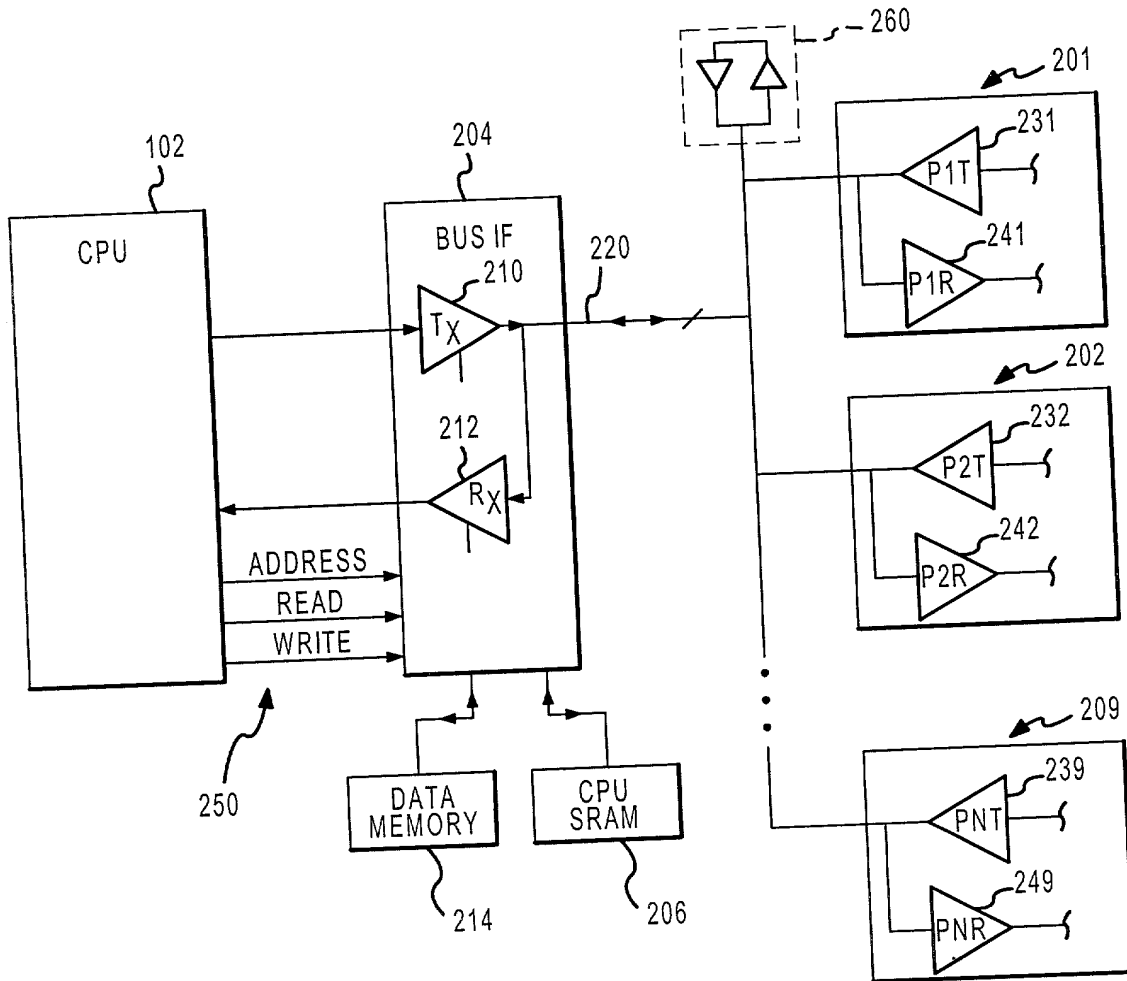 260
201
102
204
231
CPU
BUS IF
P1T
210
220
241
TX
P1R
202
212
232
RX
P2T
242
ADDRESS
P2R
READ
WRITE
209
250
239
DATA
MEMORY
CPU
SRAM
PNT
249
214
206
PNR